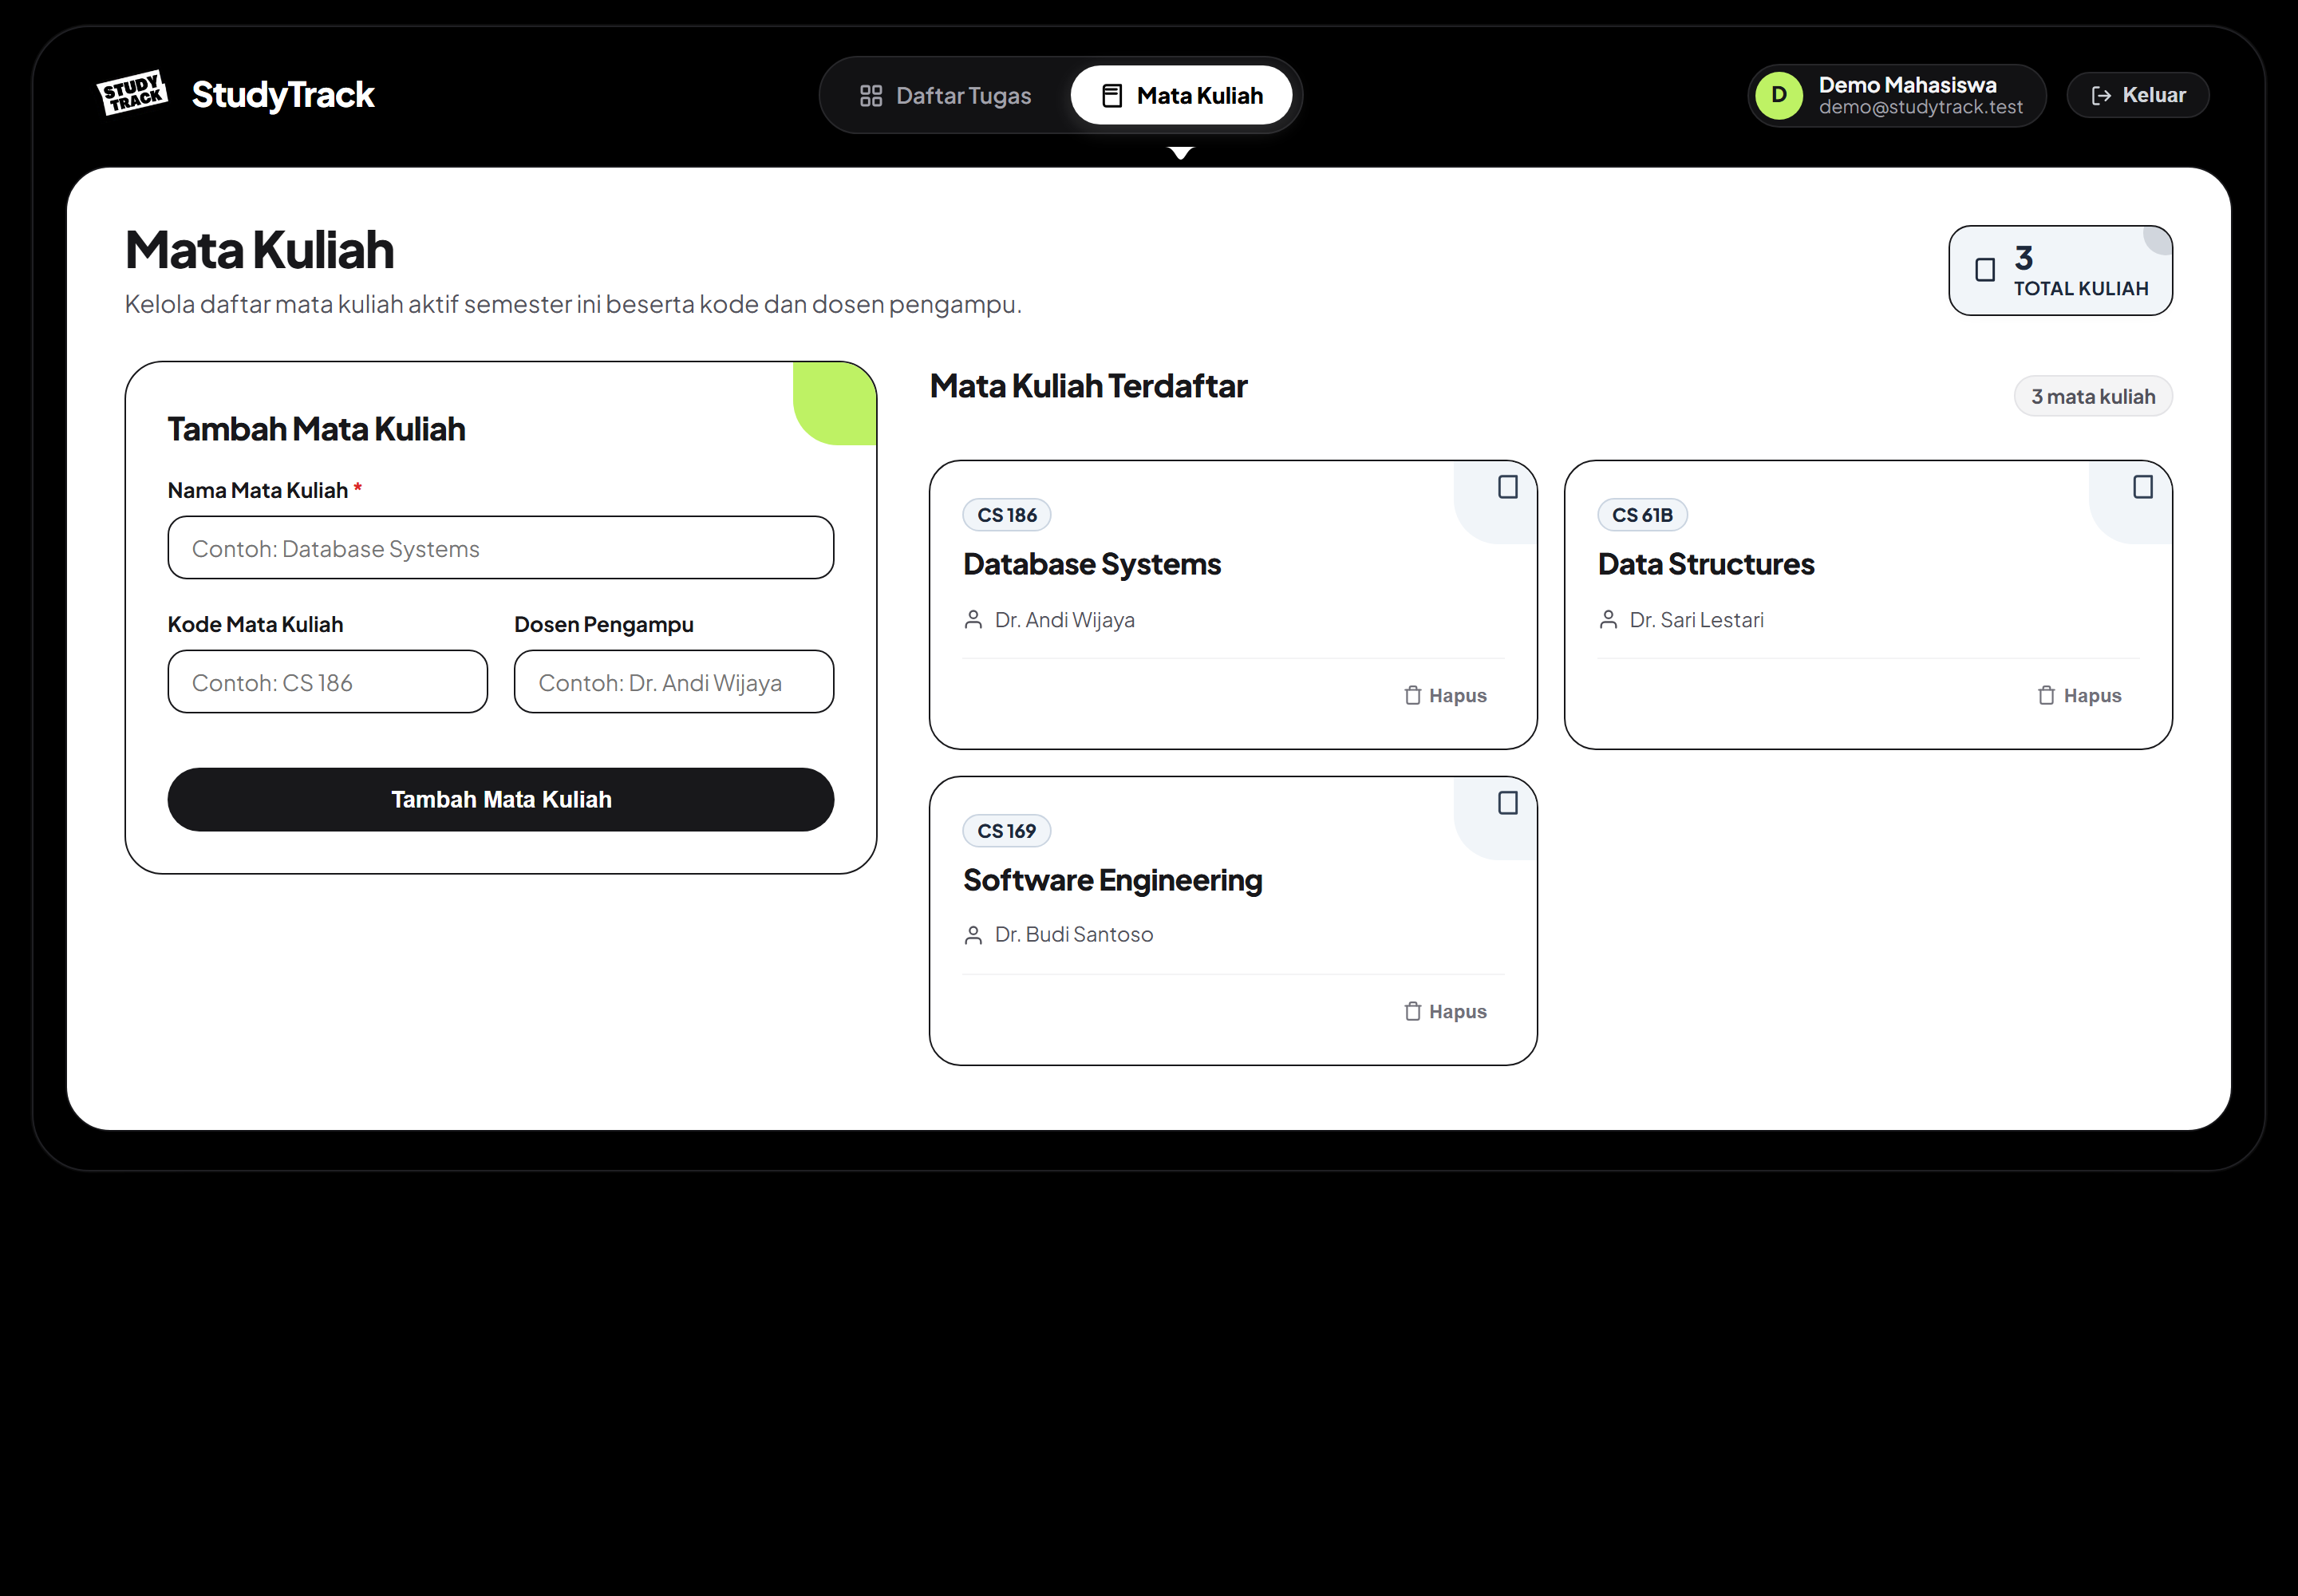 STUDY
TRACK
StudyTrack
Daftar Tugas
Mata Kuliah
D
Demo Mahasiswa
demo@studytrack.test
Keluar
Mata Kuliah
Kelola daftar mata kuliah aktif semester ini beserta kode dan dosen pengampu.
3
TOTAL KULIAH
Tambah Mata Kuliah
Nama Mata Kuliah *
Contoh: Database Systems
Kode Mata Kuliah
Dosen Pengampu
Contoh: CS 186
Contoh: Dr. Andi Wijaya
Tambah Mata Kuliah
Mata Kuliah Terdaftar
3 mata kuliah
CS 186
Database Systems
Dr. Andi Wijaya
Hapus
CS 61B
Data Structures
Dr. Sari Lestari
Hapus
CS 169
Software Engineering
Dr. Budi Santoso
Hapus